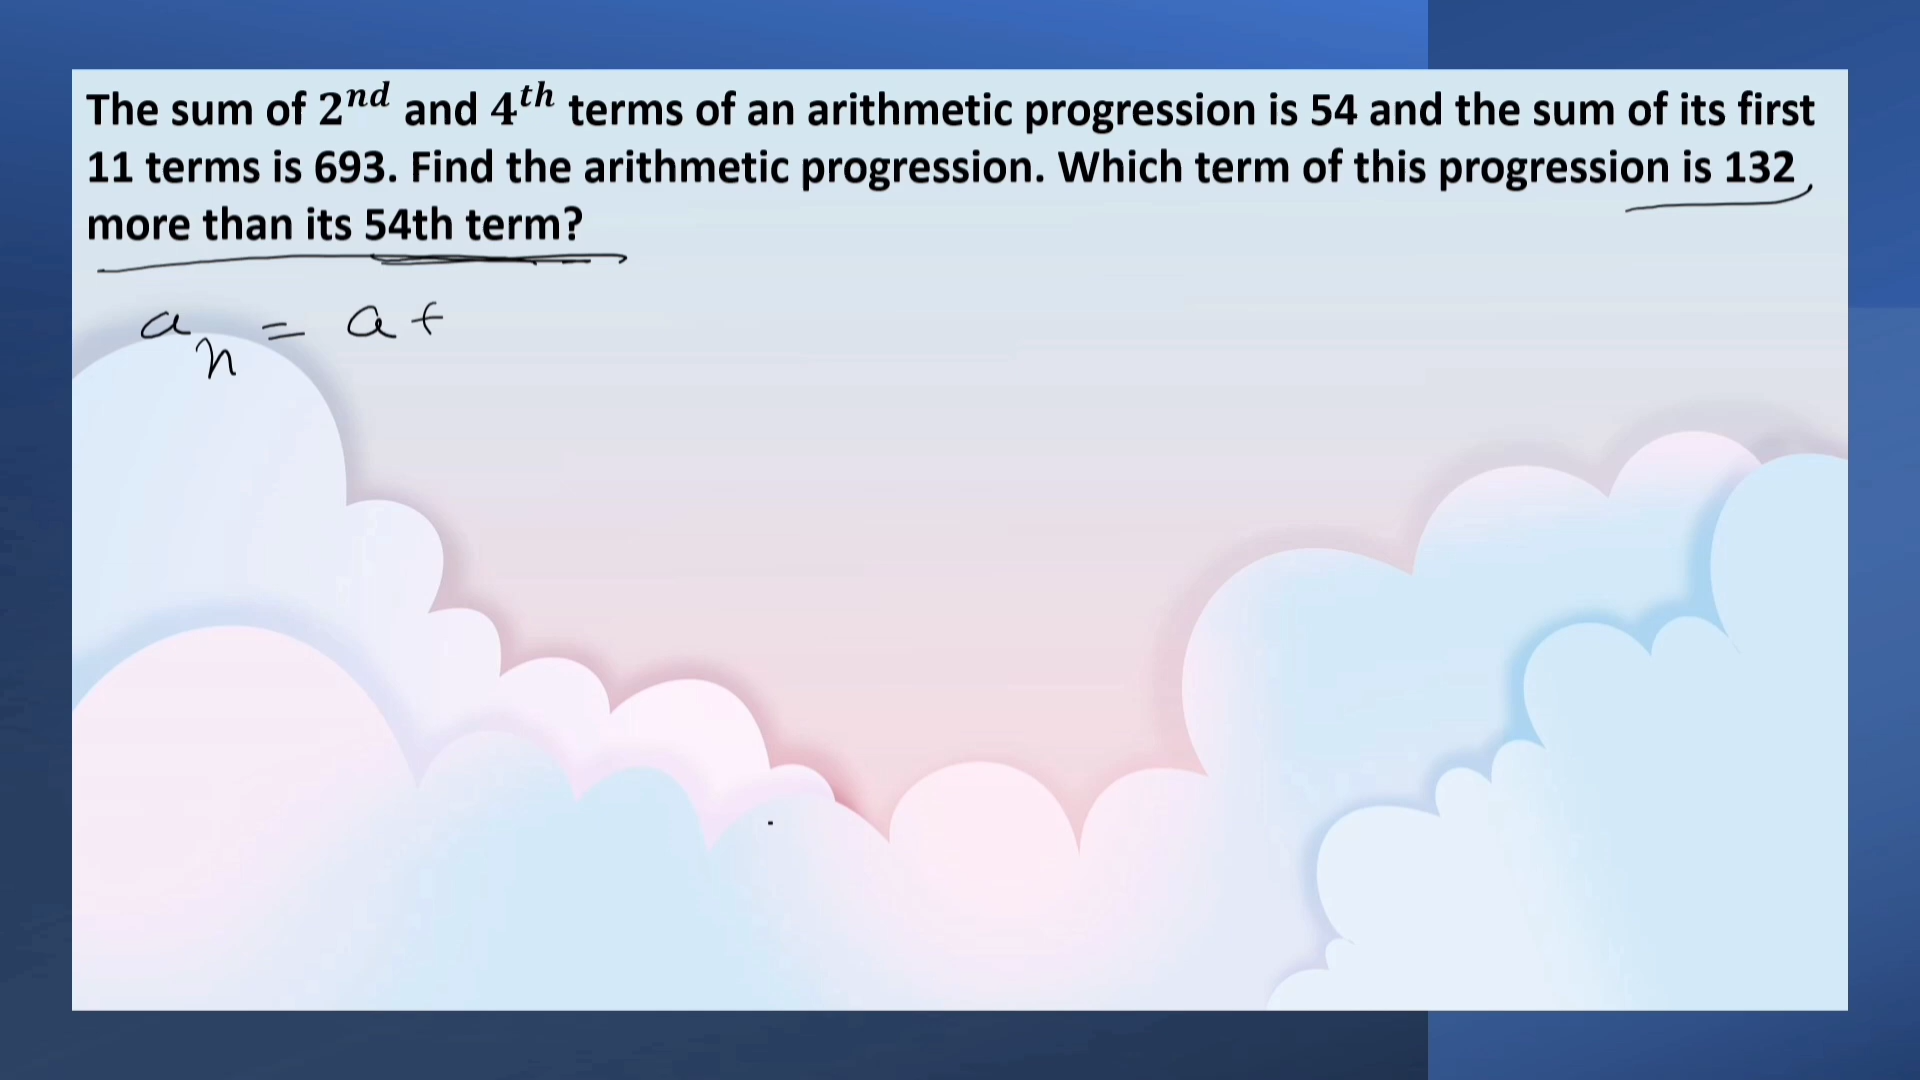 The sum of 2ⁿᵈ and 4ᵗʰ terms of an arithmetic progression is 54 and the sum of its first
11 terms is 693. Find the arithmetic progression. Which term of this progression is 132
more than its 54th term?
aₙ = a +